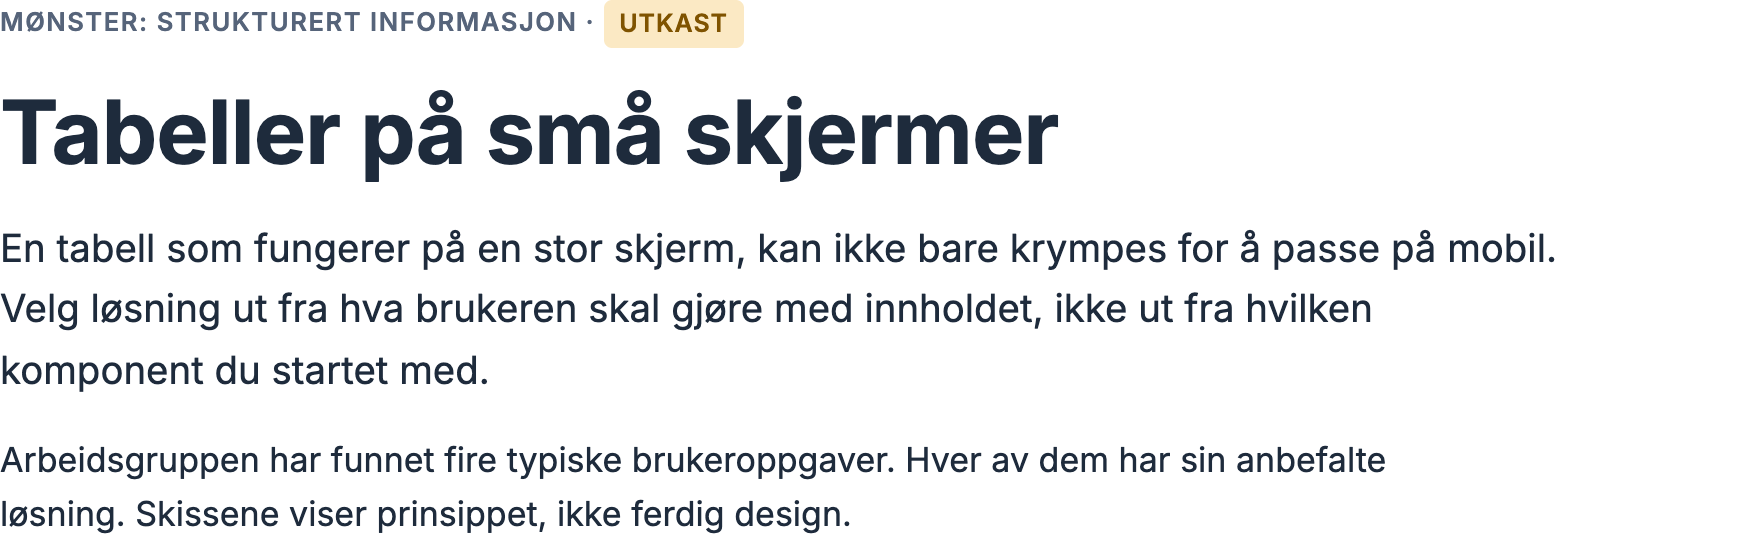 MØNSTER: STRUKTURERT INFORMASJON · UTKAST
Tabeller på små skjermer
En tabell som fungerer på en stor skjerm, kan ikke bare krympes for å passe på mobil.
Velg løsning ut fra hva brukeren skal gjøre med innholdet, ikke ut fra hvilken
komponent du startet med.
Arbeidsgruppen har funnet fire typiske brukeroppgaver. Hver av dem har sin anbefalte
løsning. Skissene viser prinsippet, ikke ferdig design.